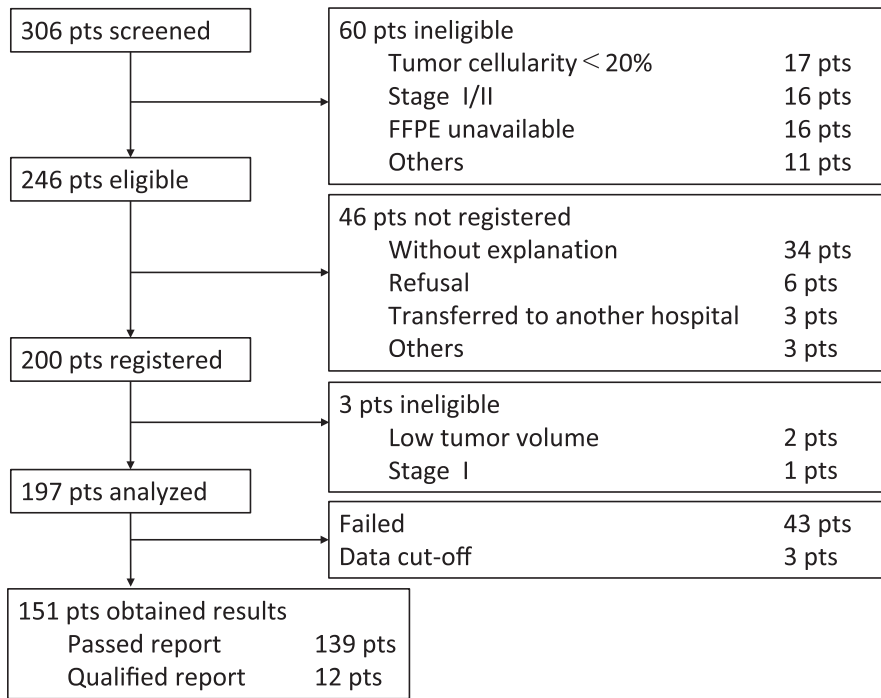 306 pts screened
60 pts ineligible
Tumor cellularity < 20% 17 pts
Stage I/II 16 pts
FFPE unavailable 16 pts
Others 11 pts
246 pts eligible
46 pts not registered
Without explanation 34 pts
Refusal 6 pts
Transferred to another hospital 3 pts
Others 3 pts
200 pts registered
3 pts ineligible
Low tumor volume 2 pts
Stage I 1 pts
197 pts analyzed
Failed 43 pts
Data cut-off 3 pts
151 pts obtained results
Passed report 139 pts
Qualified report 12 pts